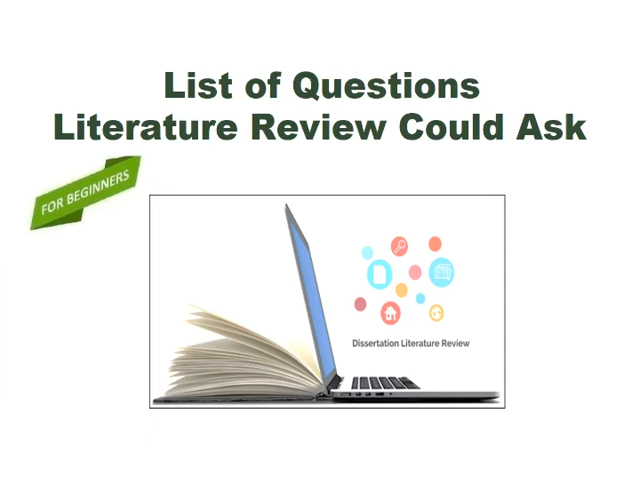 List of Questions
Literature Review Could Ask
FOR BEGINNERS
Dissertation Literature Review